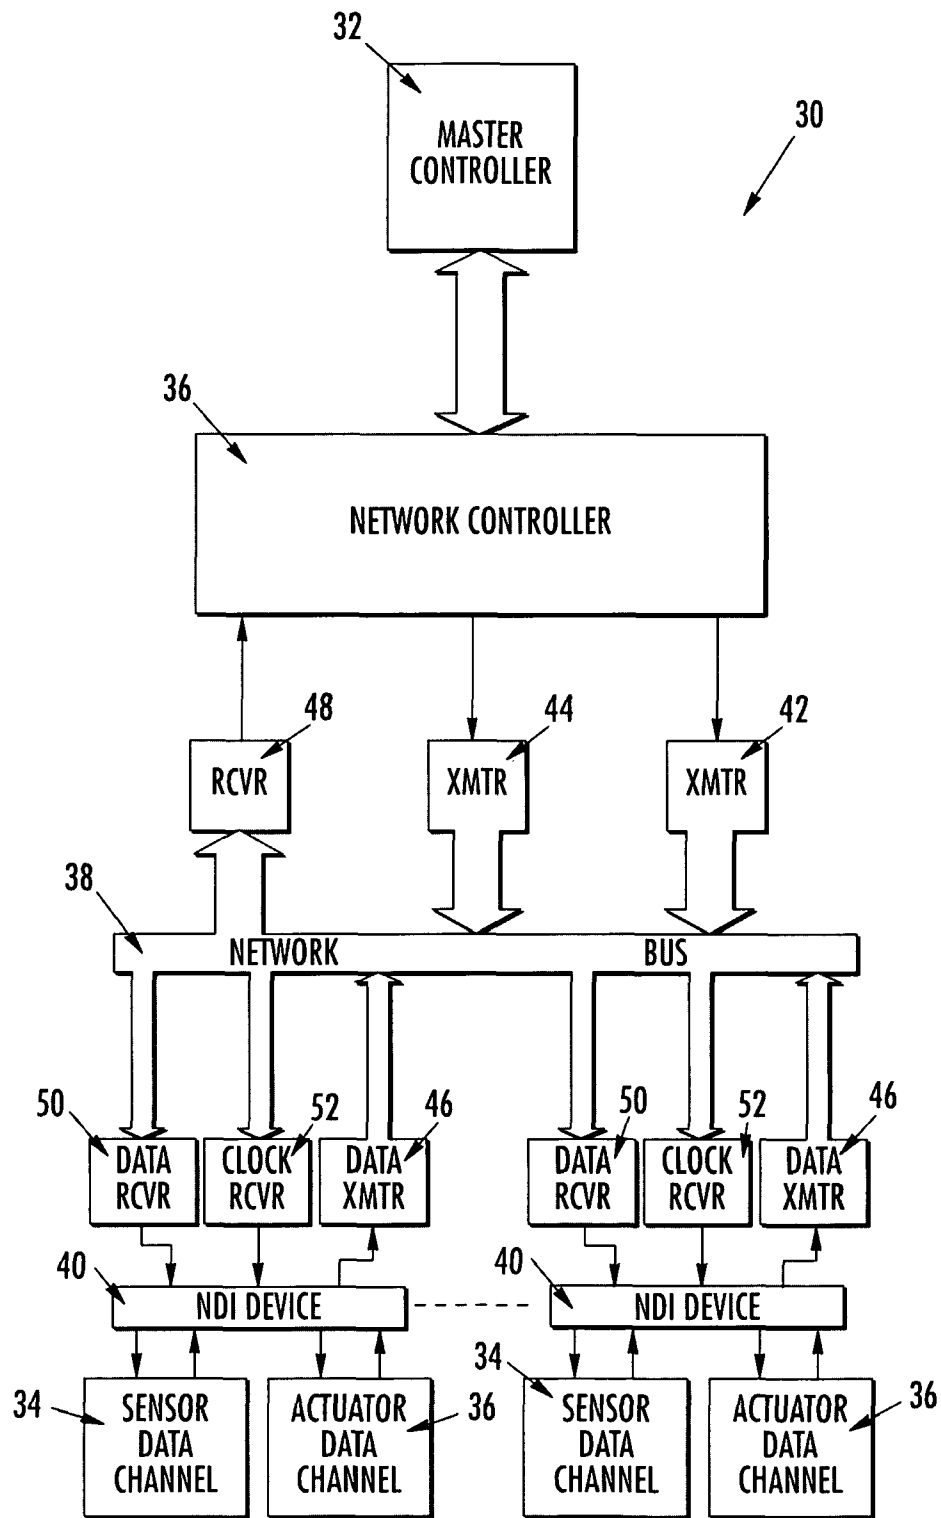 32
MASTER
CONTROLLER
30
36
NETWORK CONTROLLER
48
RCVR
44
XMTR
42
XMTR
38
NETWORK BUS
50
DATA
RCVR
52
CLOCK
RCVR
46
DATA
XMTR
50
DATA
RCVR
52
CLOCK
RCVR
46
DATA
XMTR
40
NDI DEVICE
40
NDI DEVICE
34
SENSOR
DATA
CHANNEL
ACTUATOR
DATA
CHANNEL
36
34
SENSOR
DATA
CHANNEL
ACTUATOR
DATA
CHANNEL
36